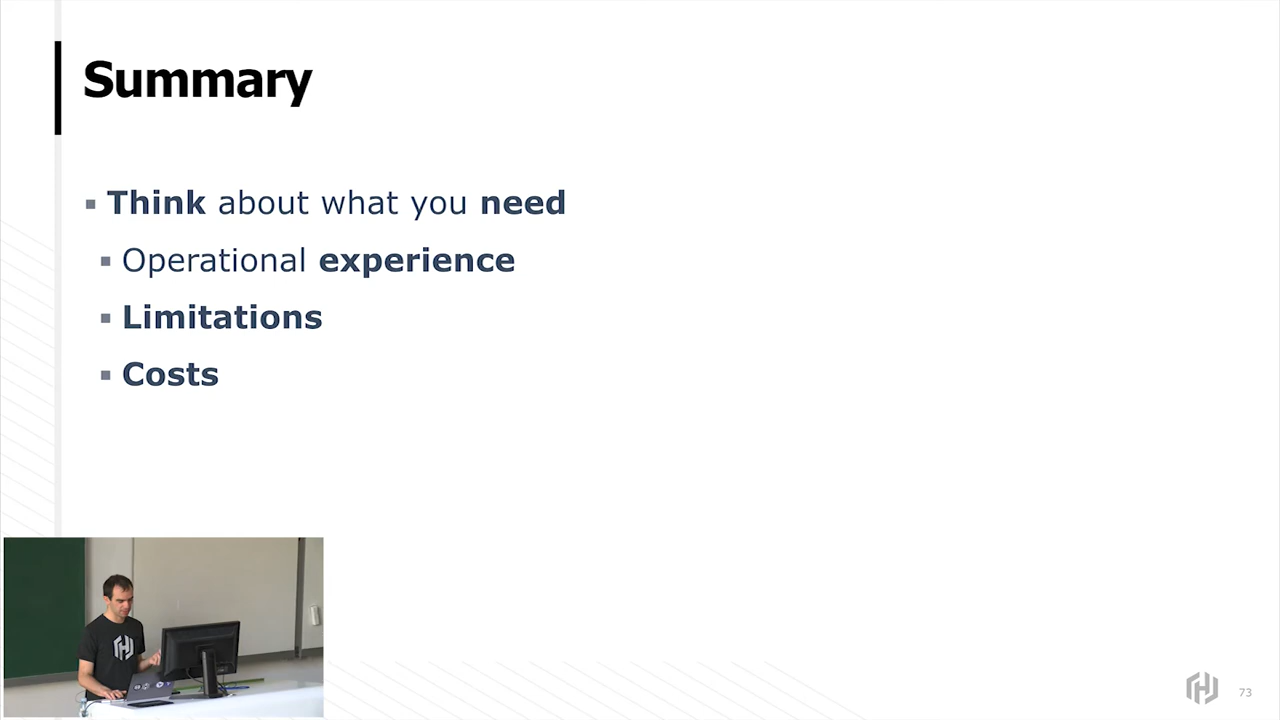 Summary
▪ Think about what you need
▪ Operational experience
▪ Limitations
▪ Costs
73